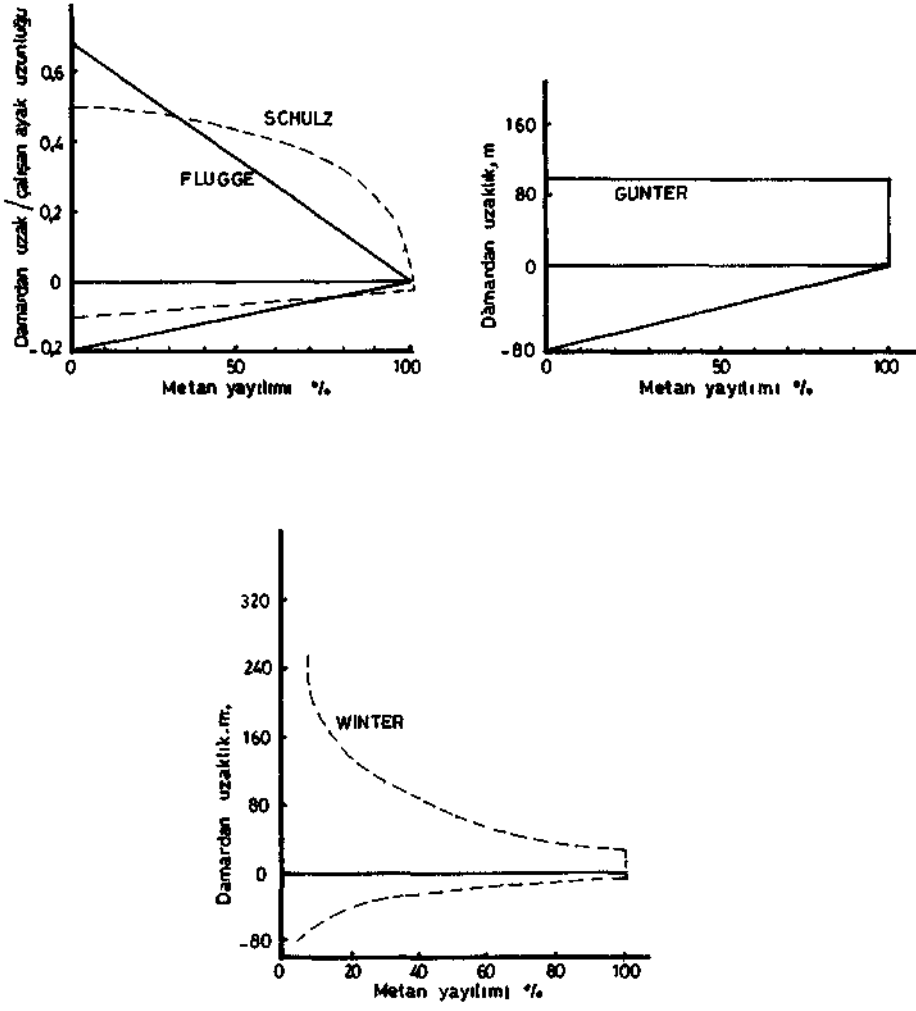 Damardan uzak / çalışan ayak uzunluğu
0,6
0,4
0,2
0
-0,2
SCHULZ
FLUGGE
0 50 100
Metan yayılımı %
Damardan uzaklık, m
160
80
0
-80
GUNTER
0 50 100
Metan yayılımı %
Damardan uzaklık.m.
320
240
160
80
0
-80
WINTER
0 20 40 60 80 100
Metan yayılımı %